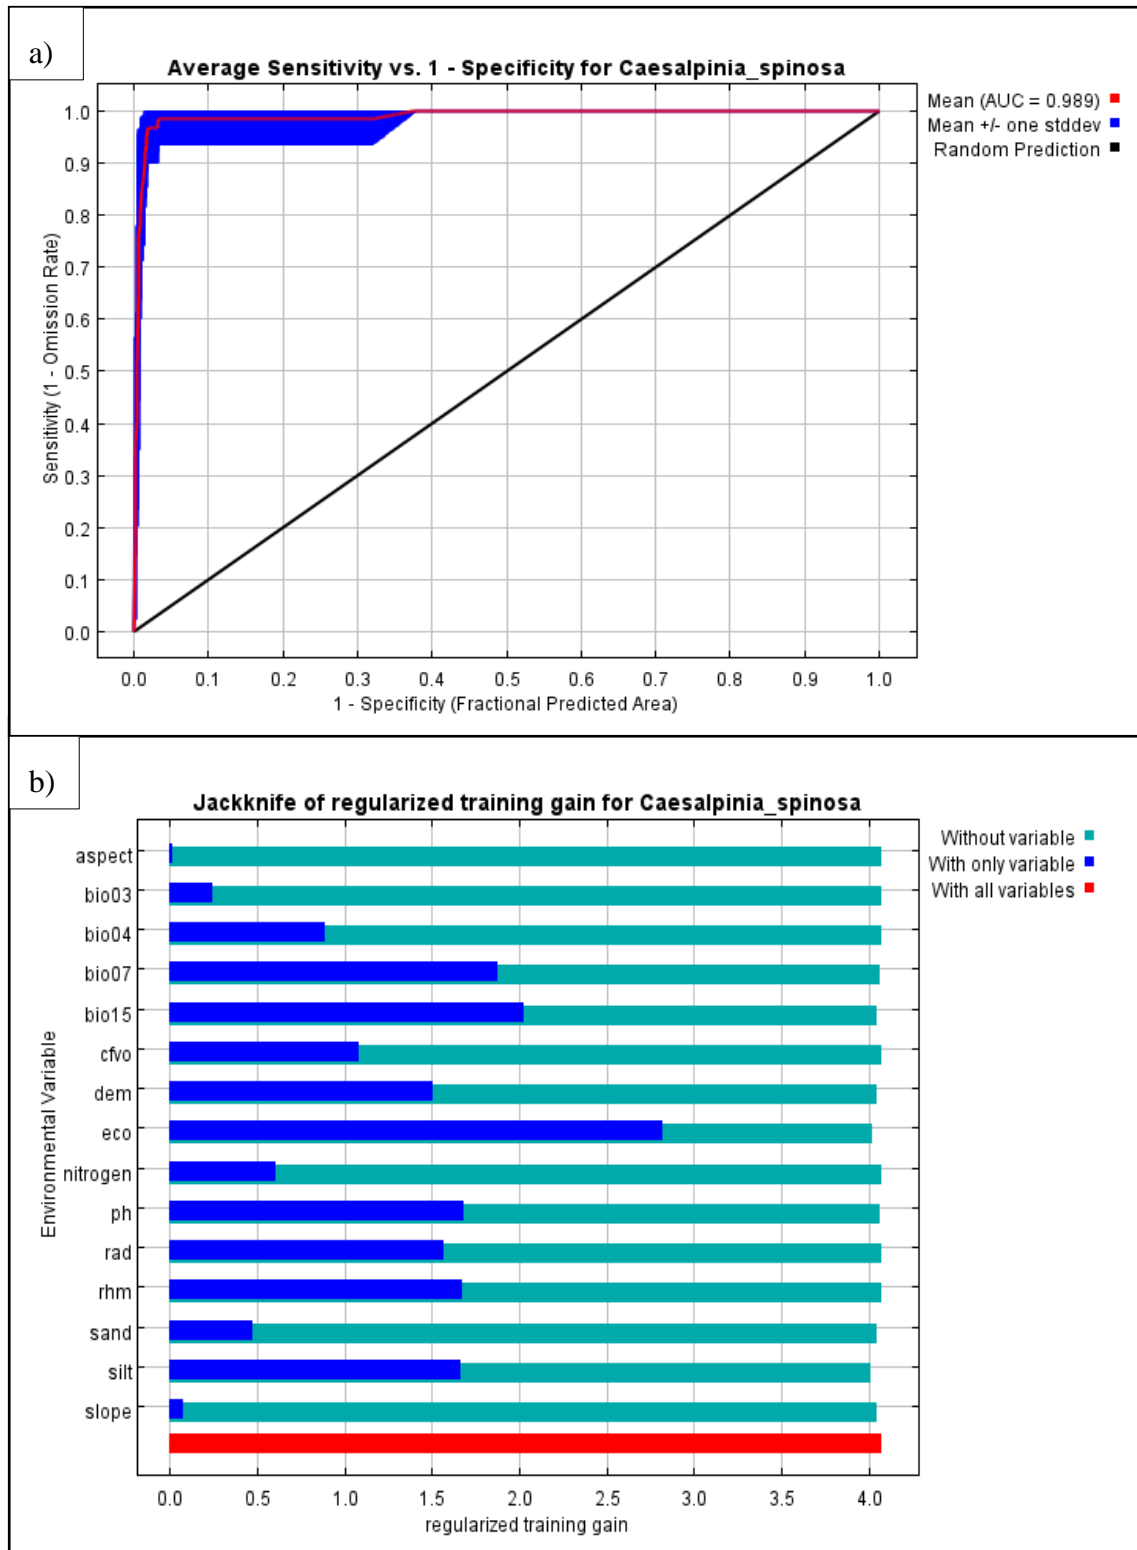 a)
Average Sensitivity vs. 1 - Specificity for Caesalpinia_spinosa
Mean (AUC = 0.989)
Mean +/- one stddev
Random Prediction
Sensitivity (1 - Omission Rate)
1.0
0.9
0.8
0.7
0.6
0.5
0.4
0.3
0.2
0.1
0.0
0.0 0.1 0.2 0.3 0.4 0.5 0.6 0.7 0.8 0.9 1.0
1 - Specificity (Fractional Predicted Area)
b)
Jackknife of regularized training gain for Caesalpinia_spinosa
Without variable
With only variable
With all variables
Environmental Variable
aspect
bio03
bio04
bio07
bio15
cfvo
dem
eco
nitrogen
ph
rad
rhm
sand
silt
slope
0.0 0.5 1.0 1.5 2.0 2.5 3.0 3.5 4.0
regularized training gain